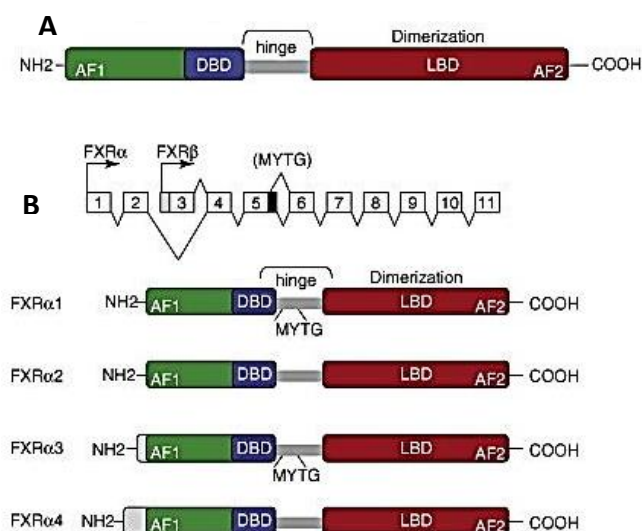 A
hinge
Dimerization
NH2 AF1 DBD LBD AF2 COOH
FXRα FXRβ (MYTG)
B
1 2 3 4 5 6 7 8 9 10 11
hinge Dimerization
FXRα1 NH2 AF1 DBD LBD AF2 COOH
MYTG
FXRα2 NH2 AF1 DBD LBD AF2 COOH
FXRα3 NH2 AF1 DBD LBD AF2 COOH
MYTG
FXRα4 NH2 AF1 DBD LBD AF2 COOH